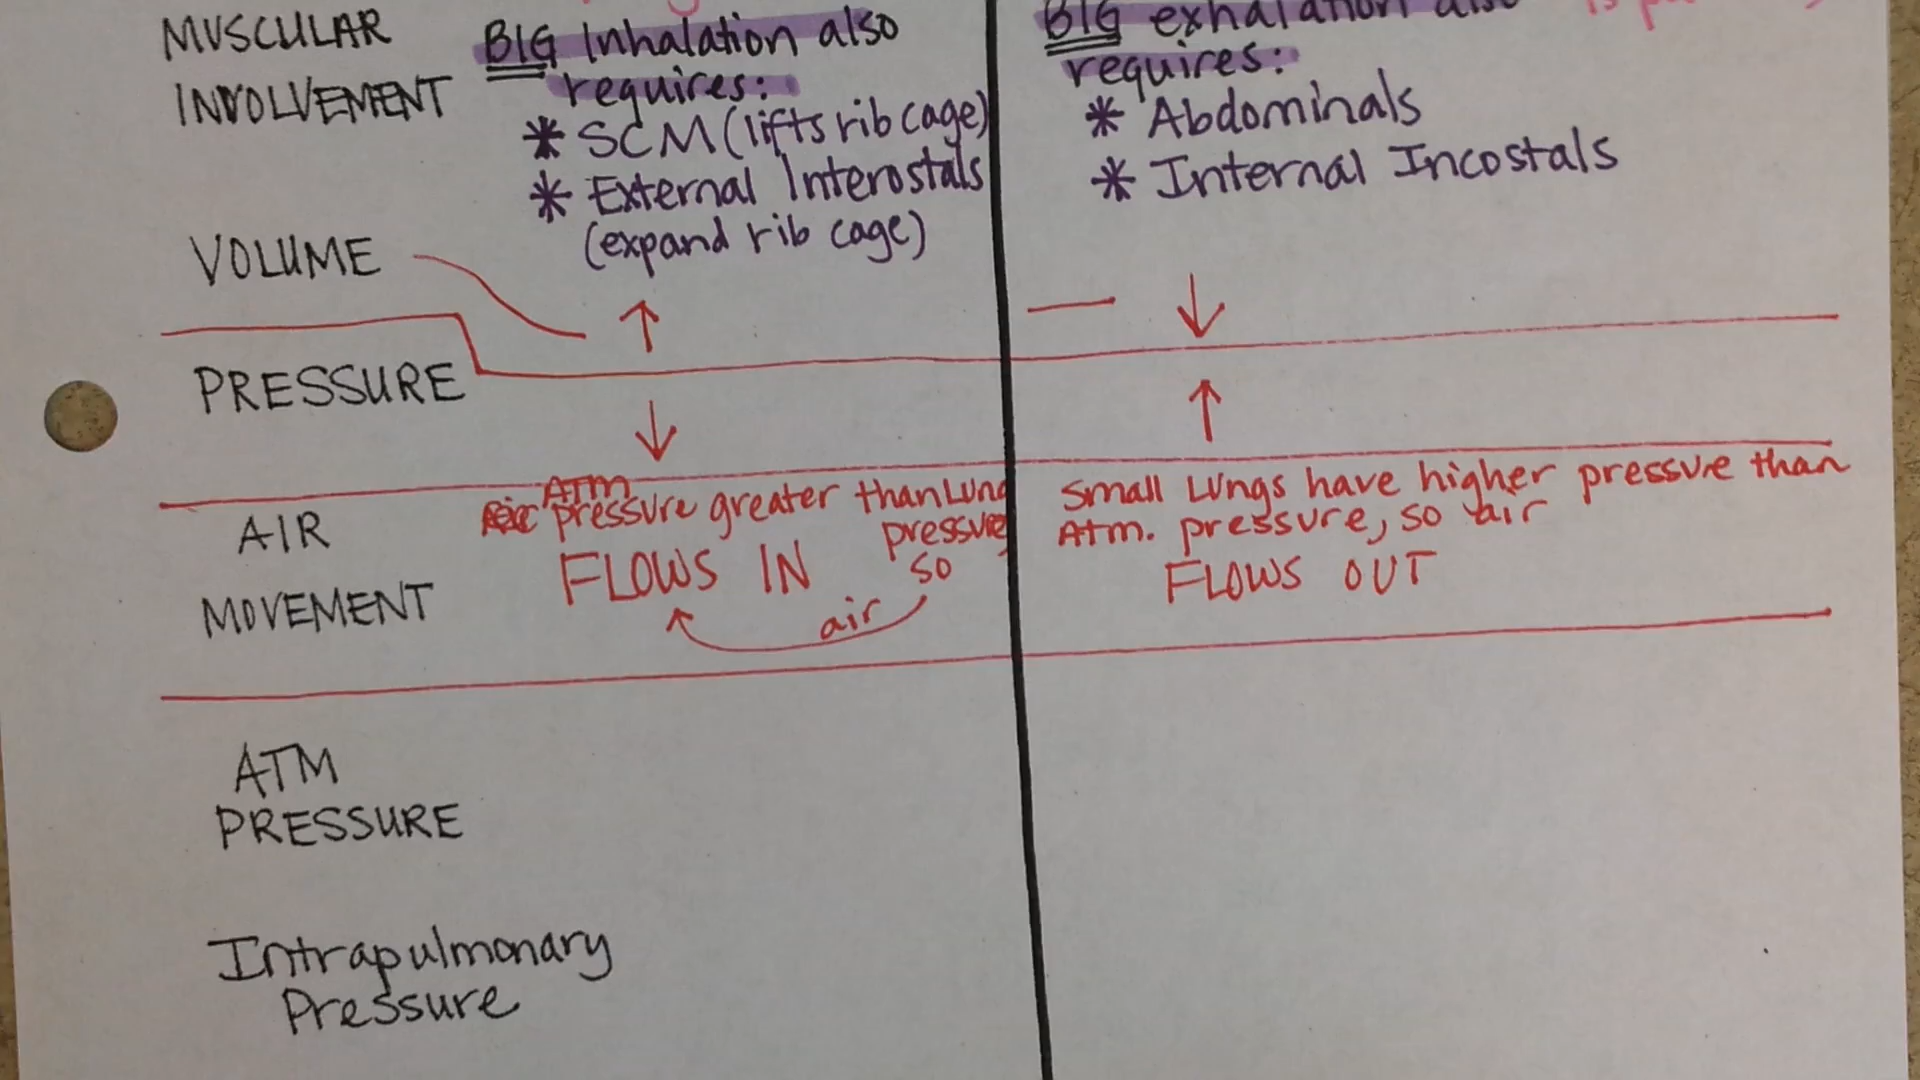 MUSCULAR
INVOLVEMENT
BIG Inhalation also
requires:
* SCM (lifts rib cage)
* External Interostals
(expand rib cage)
BIG exhalation also
requires:
* Abdominals
* Internal Incostals
VOLUME
↑
↓
PRESSURE
↓
↑
AIR
MOVEMENT
ATM
pressure greater than Lung
pressure
so
air
FLOWS IN
Small Lungs have higher pressure than
Atm. pressure, so air
FLOWS OUT
ATM
PRESSURE
Intrapulmonary
Pressure